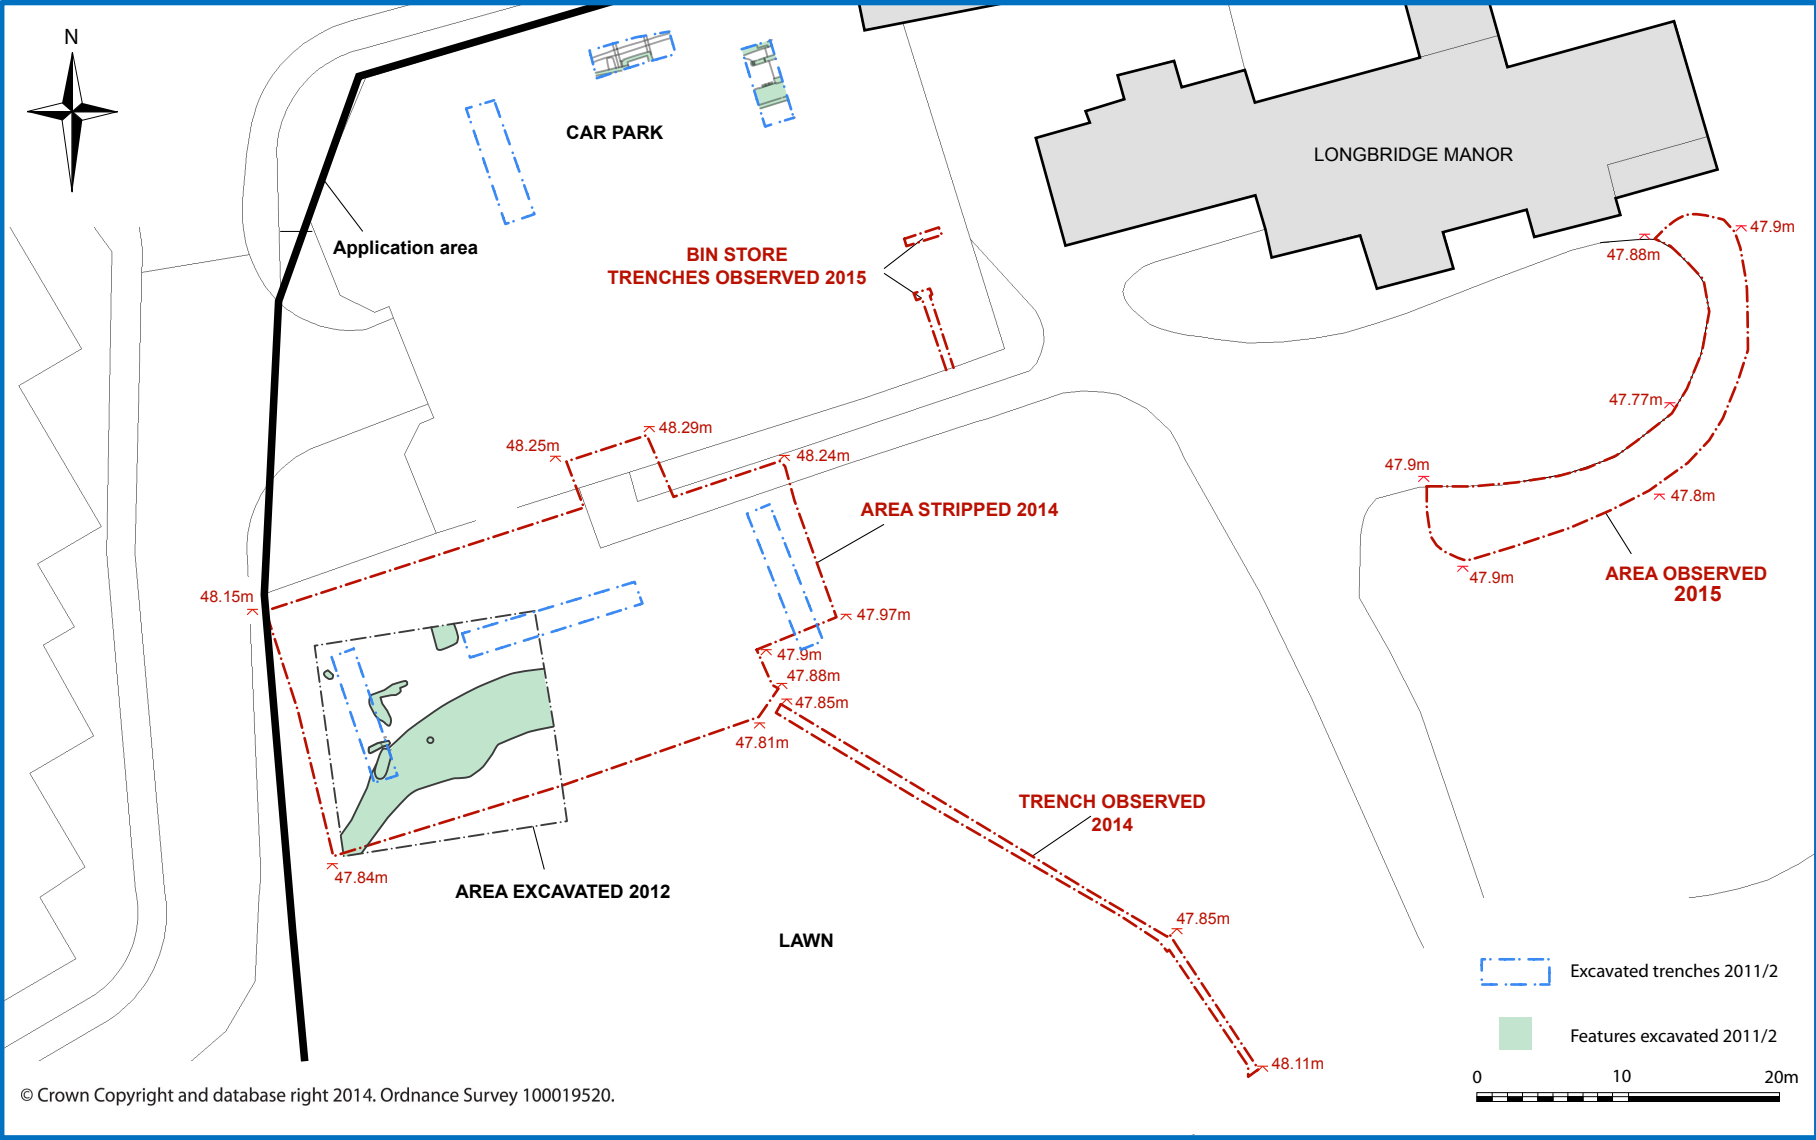 N
CAR PARK
LONGBRIDGE MANOR
Application area
BIN STORE
TRENCHES OBSERVED 2015
47.9m
47.88m
47.77m
48.25m
48.29m
48.24m
47.9m
47.8m
AREA STRIPPED 2014
47.9m
AREA OBSERVED
2015
48.15m
47.97m
47.9m
47.88m
47.85m
47.81m
TRENCH OBSERVED
2014
47.84m
AREA EXCAVATED 2012
47.85m
LAWN
Excavated trenches 2011/2
Features excavated 2011/2
48.11m
0 10 20m
© Crown Copyright and database right 2014. Ordnance Survey 100019520.